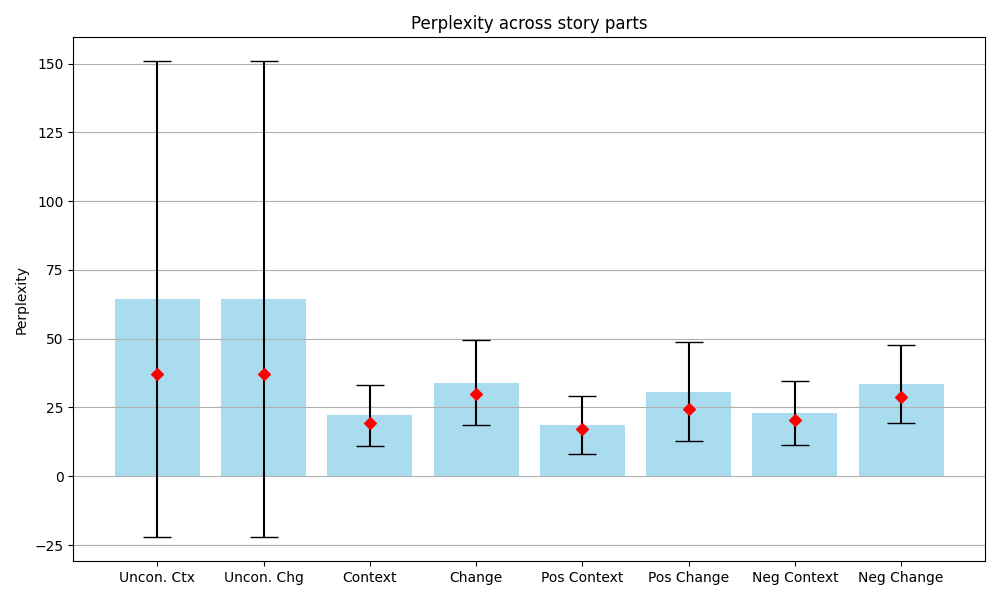 Perplexity across story parts
Perplexity
150
125
100
75
50
25
0
−25
Uncon. Ctx
Uncon. Chg
Context
Change
Pos Context
Pos Change
Neg Context
Neg Change